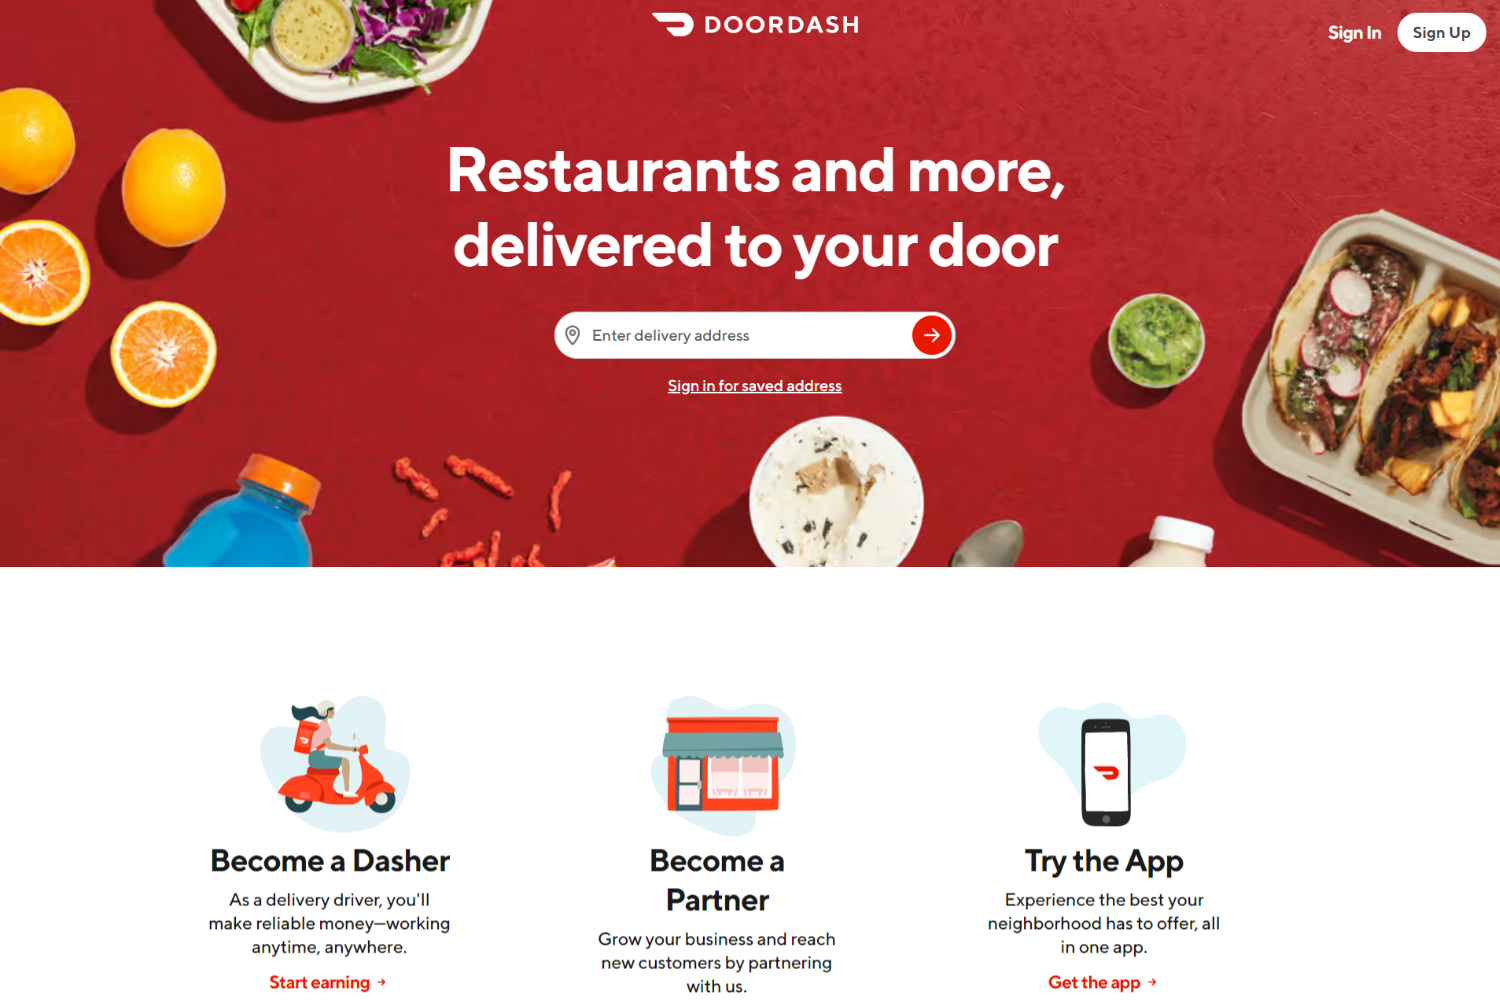 DOORDASH
Sign In
Sign Up
Restaurants and more,
delivered to your door
Enter delivery address
Sign in for saved address
Become a Dasher
As a delivery driver, you'll
make reliable money—working
anytime, anywhere.
Start earning
Become a
Partner
Grow your business and reach
new customers by partnering
with us.
Try the App
Experience the best your
neighborhood has to offer, all
in one app.
Get the app